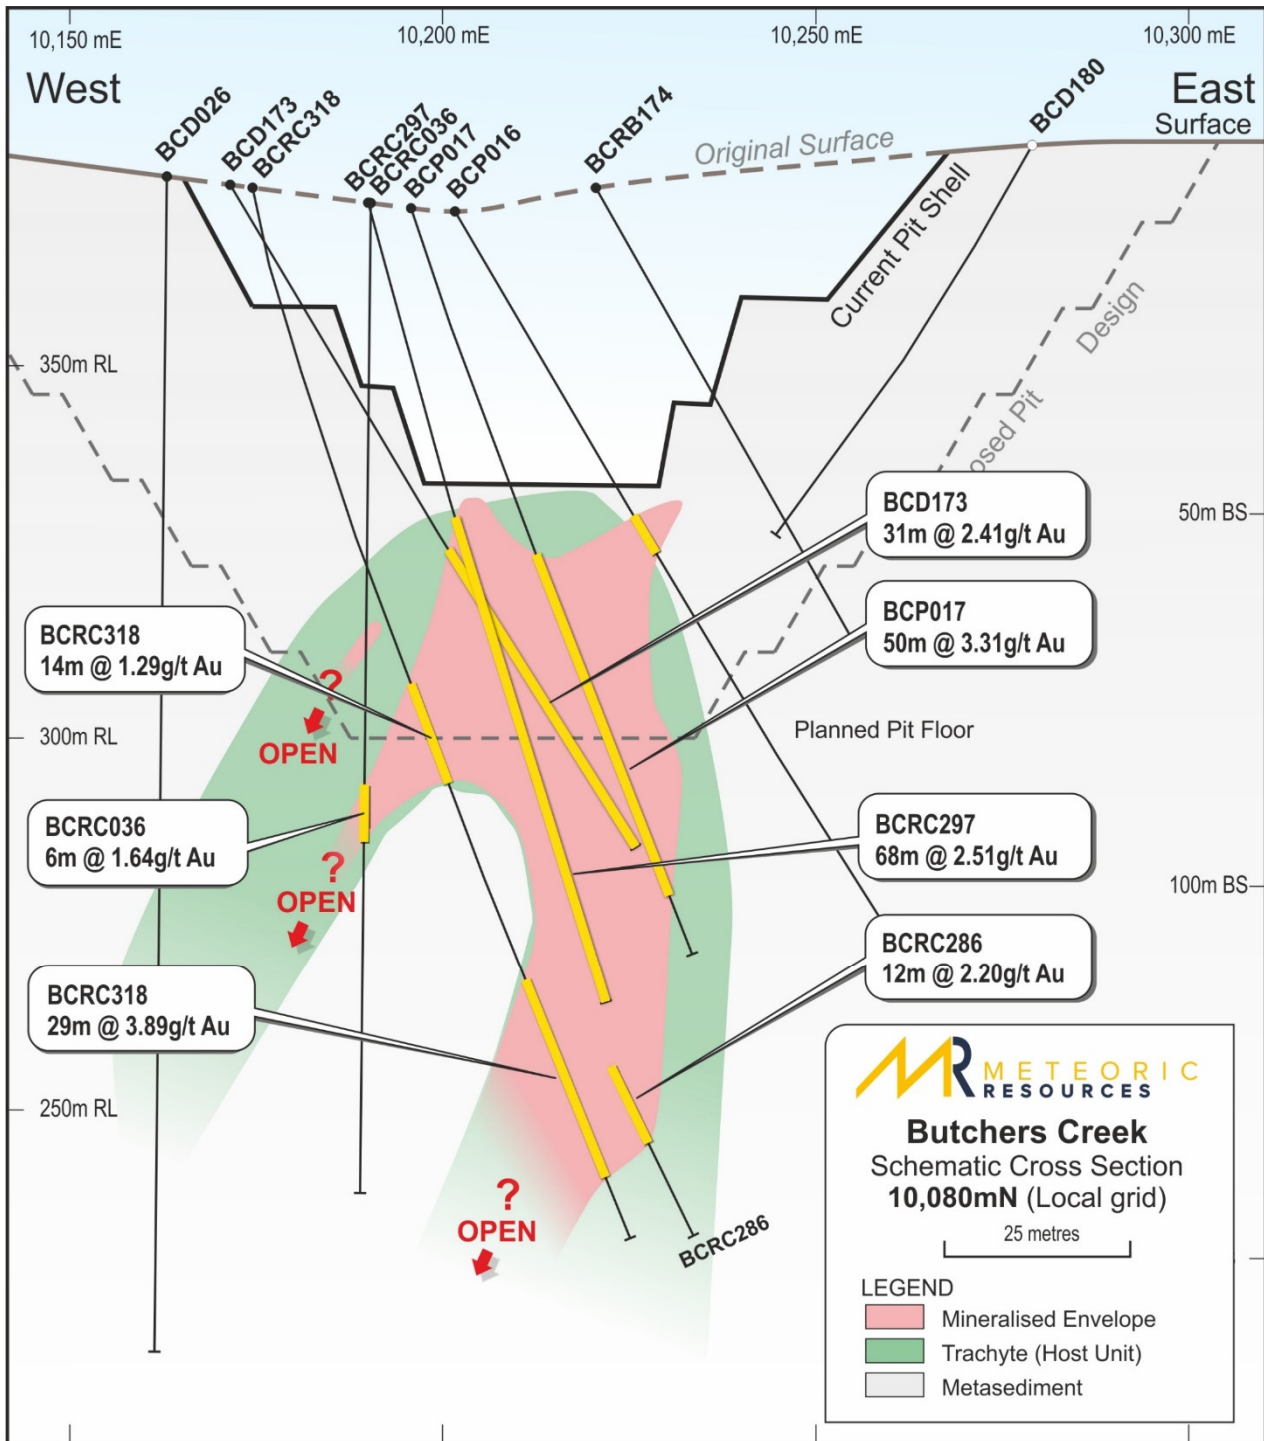 10,150 mE
10,200 mE
10,250 mE
10,300 mE
West
East
Surface
BCD026
BCD173
BCRC318
BCRC297
BCRC036
BCP017
BCP016
BCRB174
BCD180
Original Surface
Current Pit Shell
Design
osed Pit
350m RL
50m BS
BCD173
31m @ 2.41g/t Au
BCP017
50m @ 3.31g/t Au
BCRC318
14m @ 1.29g/t Au
?
OPEN
300m RL
Planned Pit Floor
BCRC036
6m @ 1.64g/t Au
?
OPEN
BCRC297
68m @ 2.51g/t Au
100m BS
BCRC286
12m @ 2.20g/t Au
BCRC318
29m @ 3.89g/t Au
250m RL
?
OPEN
BCRC286
MR METEORIC
RESOURCES
Butchers Creek
Schematic Cross Section
10,080mN (Local grid)
25 metres
LEGEND
Mineralised Envelope
Trachyte (Host Unit)
Metasediment